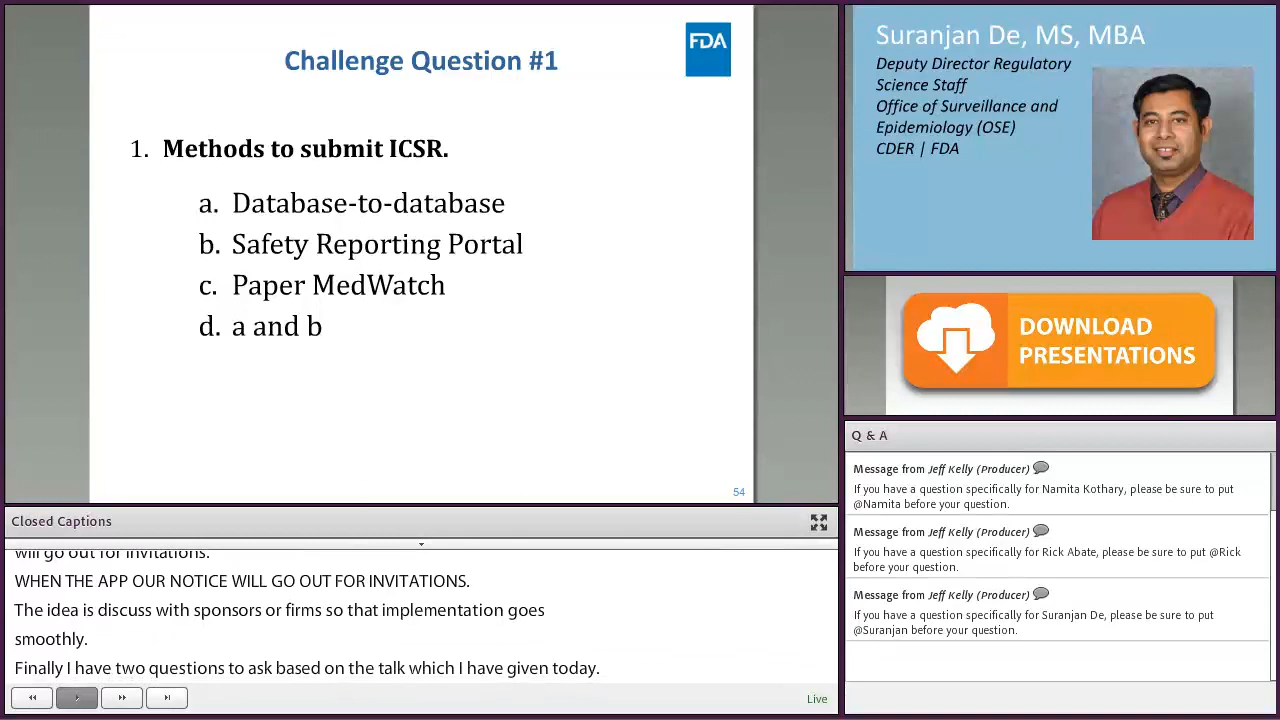 Challenge Question #1
FDA
1. Methods to submit ICSR.
a. Database-to-database
b. Safety Reporting Portal
c. Paper MedWatch
d. a and b
54
Closed Captions
will go out for invitations.
WHEN THE APP OUR NOTICE WILL GO OUT FOR INVITATIONS.
The idea is discuss with sponsors or firms so that implementation goes
smoothly.
Finally I have two questions to ask based on the talk which I have given today.
Live
Suranjan De, MS, MBA
Deputy Director Regulatory
Science Staff
Office of Surveillance and
Epidemiology (OSE)
CDER | FDA
DOWNLOAD
PRESENTATIONS
Q & A
Message from Jeff Kelly (Producer)
If you have a question specifically for Namita Kothary, please be sure to put
@Namita before your question.
Message from Jeff Kelly (Producer)
If you have a question specifically for Rick Abate, please be sure to put @Rick
before your question.
Message from Jeff Kelly (Producer)
If you have a question specifically for Suranjan De, please be sure to put
@Suranjan before your question.